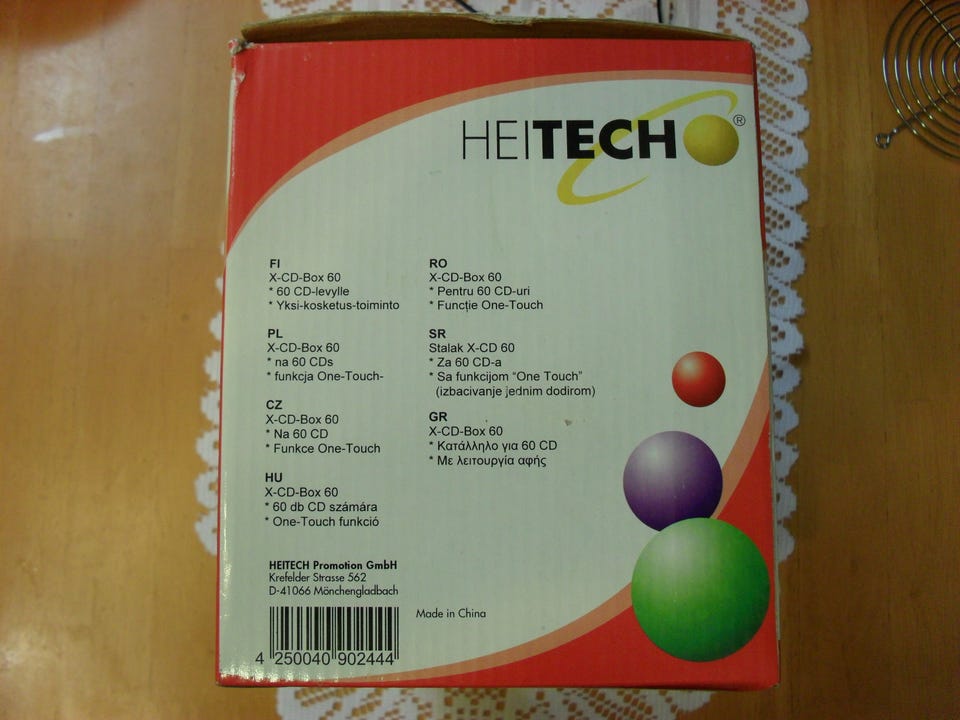 HEITECH®
FI
X-CD-Box 60
* 60 CD-levylle
* Yksi-kosketus-toiminto
PL
X-CD-Box 60
* na 60 CDs
* funkcja One-Touch-
CZ
X-CD-Box 60
* Na 60 CD
* Funkce One-Touch
HU
X-CD-Box 60
* 60 db CD számára
* One-Touch funkció
RO
X-CD-Box 60
* Pentru 60 CD-uri
* Funcţie One-Touch
SR
Stalak X-CD 60
* Za 60 CD-a
* Sa funkcijom “One Touch”
(izbacivanje jednim dodirom)
GR
X-CD-Box 60
* Κατάλληλο για 60 CD
* Με λειτουργία αφής
HEITECH Promotion GmbH
Krefelder Strasse 562
D-41066 Mönchengladbach
Made in China
4 250040 902444